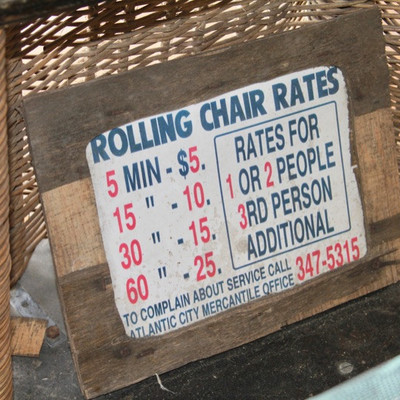 ROLLING CHAIR RATES
5 MIN - $5.
15 " - 10.
30 " - 15.
60 " - 25.
RATES FOR
1 OR 2 PEOPLE
3RD PERSON
ADDITIONAL
TO COMPLAIN ABOUT SERVICE CALL 347-5315
ATLANTIC CITY MERCANTILE OFFICE